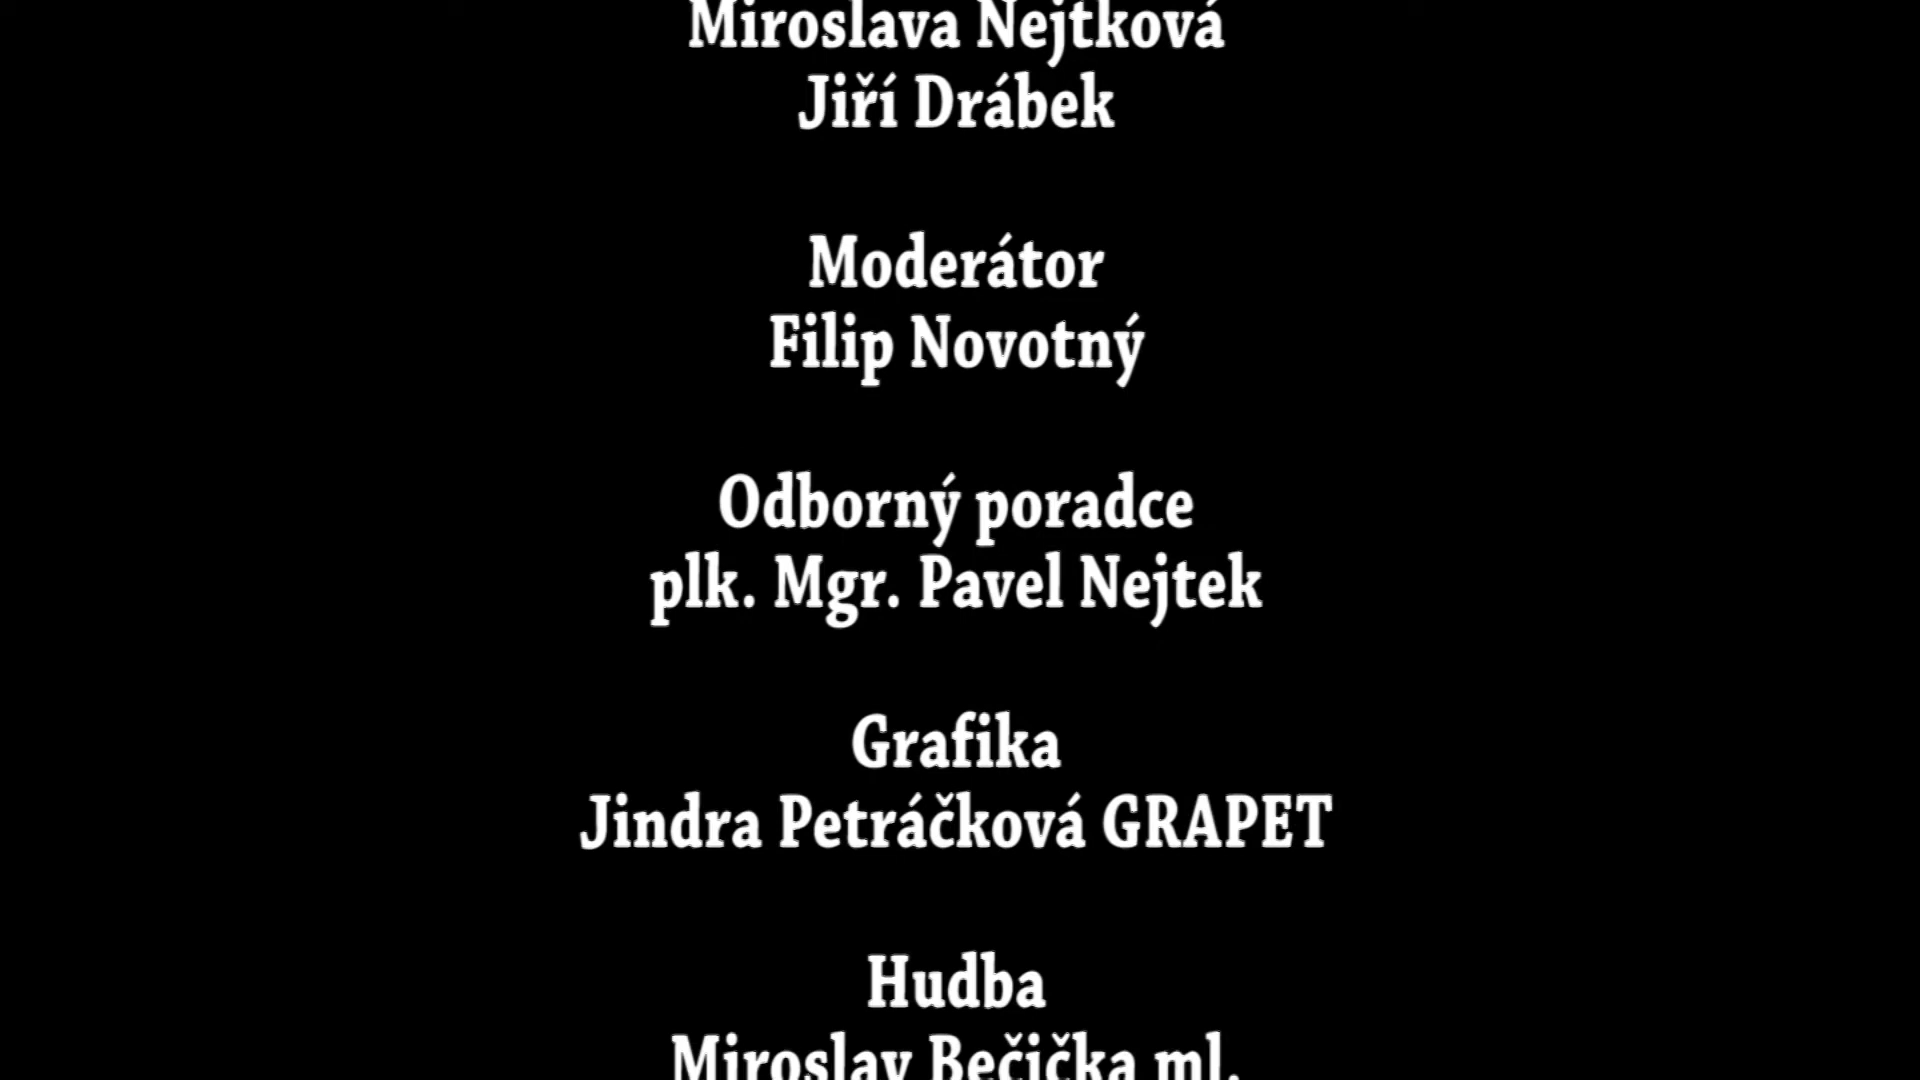 Miroslava Nejtková
Jiří Drábek
Moderátor
Filip Novotný
Odborný poradce
plk. Mgr. Pavel Nejtek
Grafika
Jindra Petráčková GRAPET
Hudba
Miroslav Bečička ml.